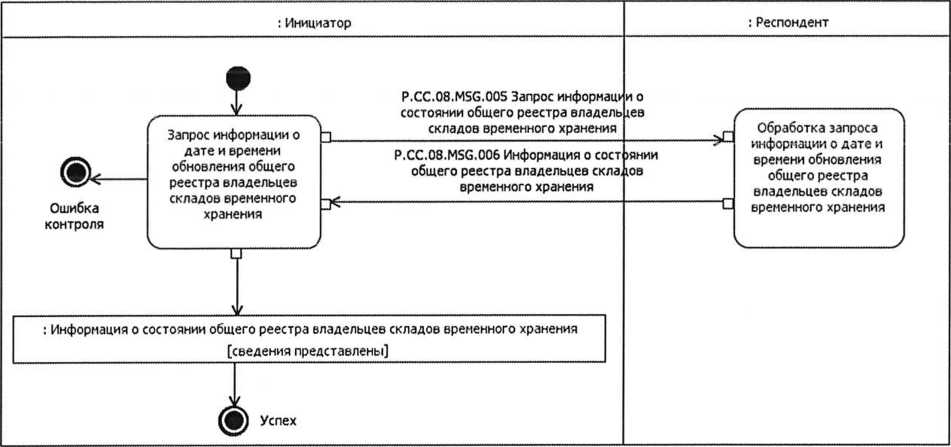 : Инициатор
: Респондент
P.CC.08.MSG.005 Запрос информации о
состоянии общего реестра владельцев
складов временного хранения
Запрос информации о
дате и времени
обновления общего
реестра владельцев
складов временного
хранения
P.CC.08.MSG.006 Информация о состоянии
общего реестра владельцев складов
временного хранения
Обработка запроса
информации о дате и
времени обновления
общего реестра
владельцев складов
временного хранения
Ошибка
контроля
: Информация о состоянии общего реестра владельцев складов временного хранения
[сведения представлены]
Успех